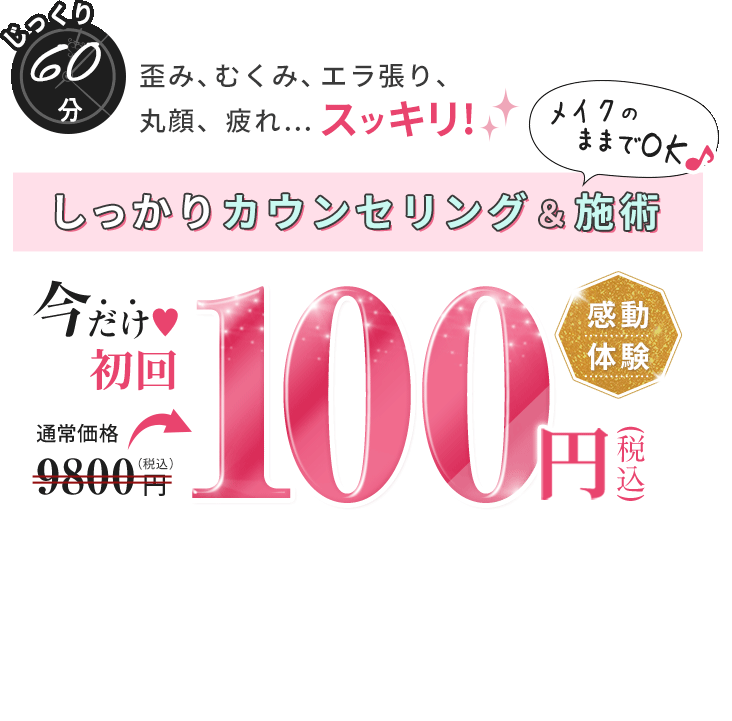 じっくり
60
分
歪み、むくみ、エラ張り、
丸顔、疲れ…スッキリ!
メイクの
ままでOK♪
しっかりカウンセリング&施術
今だけ♥
初回
100円(税込)
感動
体験
通常価格
9800円(税込)